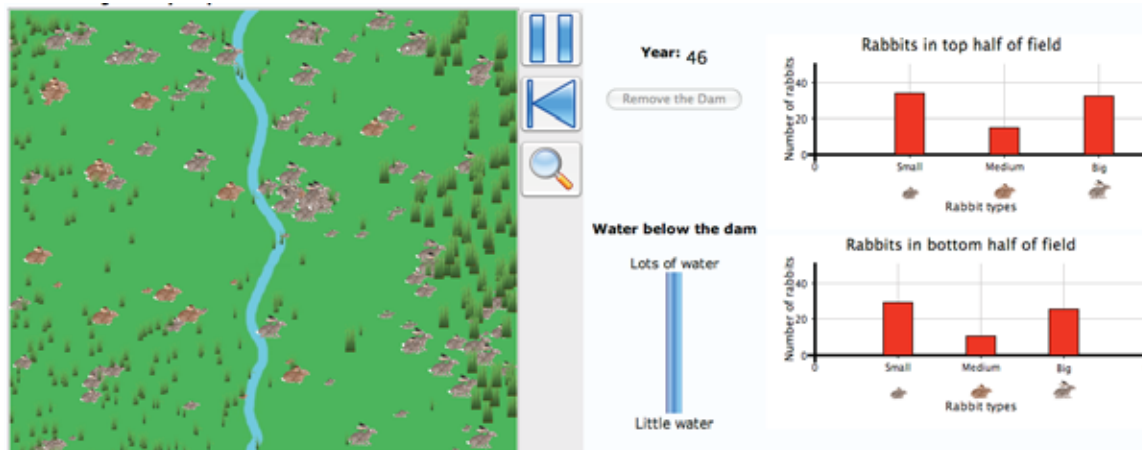 Year: 46
Remove the Dam
Water below the dam
Lots of water
Little water
Rabbits in top half of field
Number of rabbits
40
20
0
0
Small
Medium
Big
Rabbit types
Rabbits in bottom half of field
Number of rabbits
40
20
0
0
Small
Medium
Big
Rabbit types